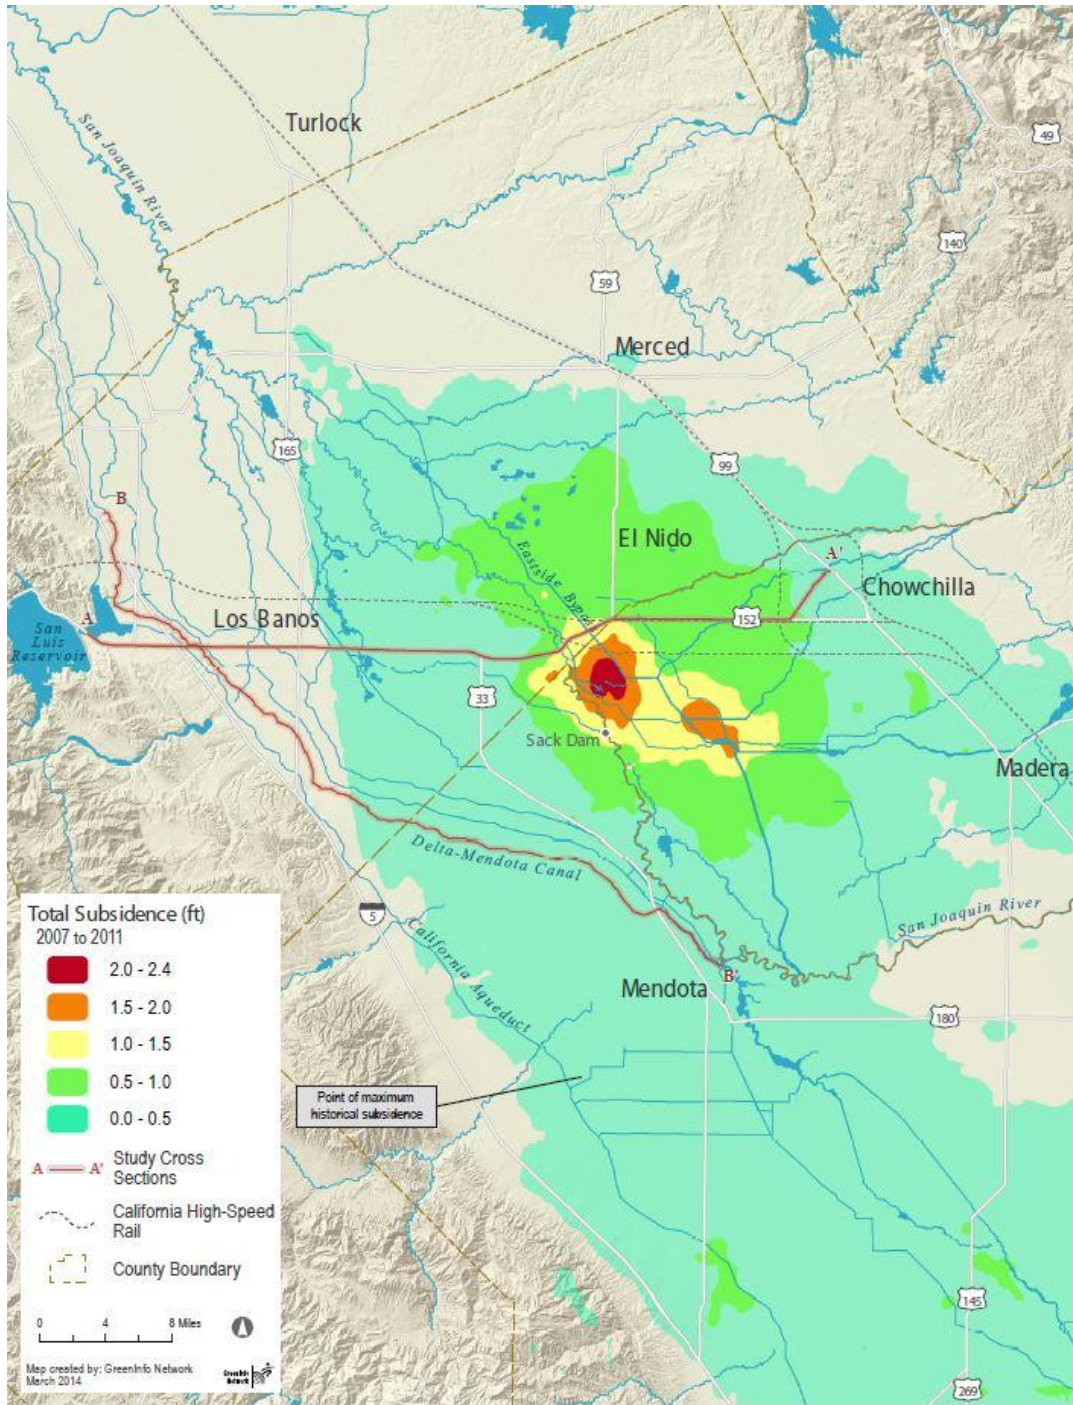 Turlock
San Joaquin River
49
140
59
Merced
165
99
B
El Nido
Eastside Bypass
A'
Chowchilla
A
Los Banos
152
San
Luis
Reservoir
33
Sack Dam
Madera
Delta-Mendota Canal
San Joaquin River
5
California Aqueduct
B'
Mendota
180
Point of maximum
historical subsidence
145
269
Total Subsidence (ft)
2007 to 2011
2.0 - 2.4
1.5 - 2.0
1.0 - 1.5
0.5 - 1.0
0.0 - 0.5
A A' Study Cross
Sections
California High-Speed
Rail
County Boundary
0 4 8 Miles
Map created by: GreenInfo Network
March 2014
GreenInfo
Network